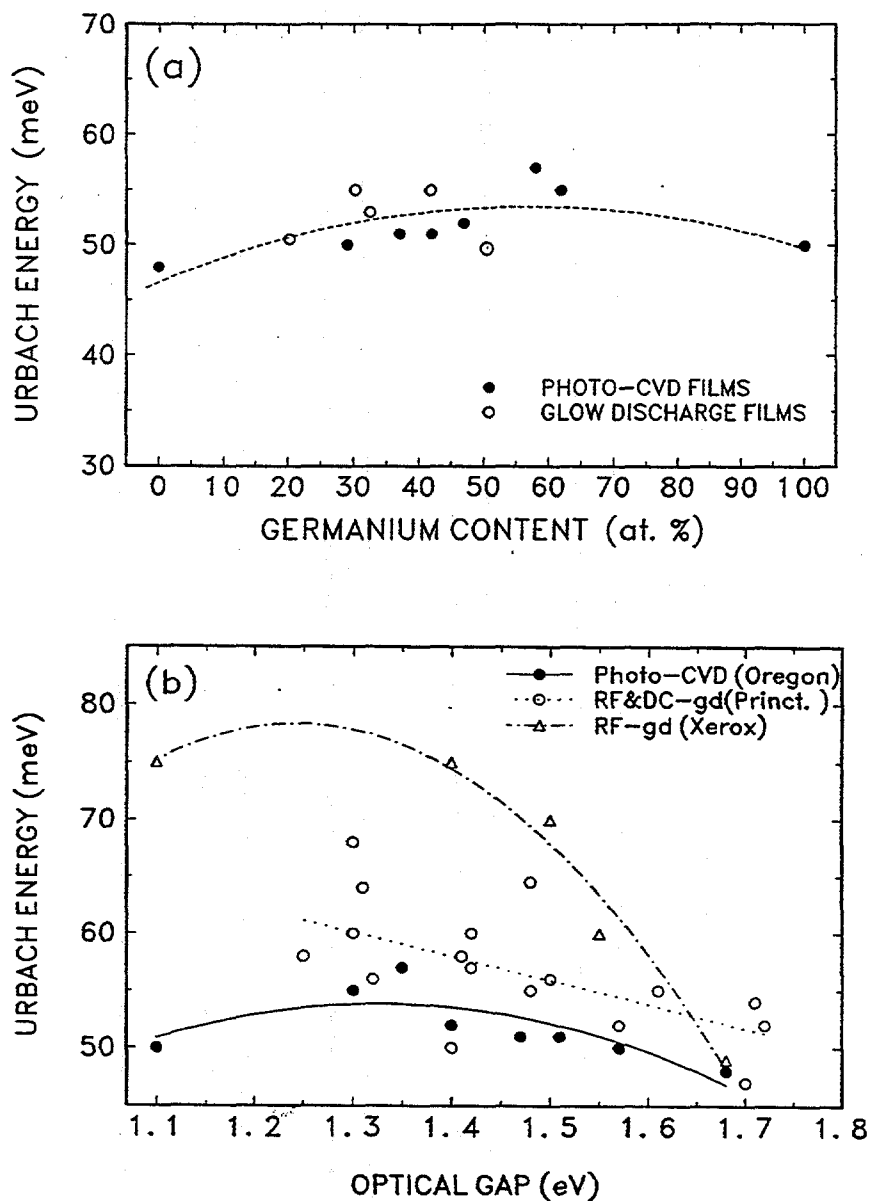 (a)
URBACH ENERGY (meV)
70
60
50
40
30
PHOTO-CVD FILMS
GLOW DISCHARGE FILMS
0 10 20 30 40 50 60 70 80 90 100
GERMANIUM CONTENT (at. %)
(b)
URBACH ENERGY (meV)
80
70
60
50
Photo-CVD (Oregon)
RF&DC-gd(Princt.)
RF-gd (Xerox)
1.1 1.2 1.3 1.4 1.5 1.6 1.7 1.8
OPTICAL GAP (eV)